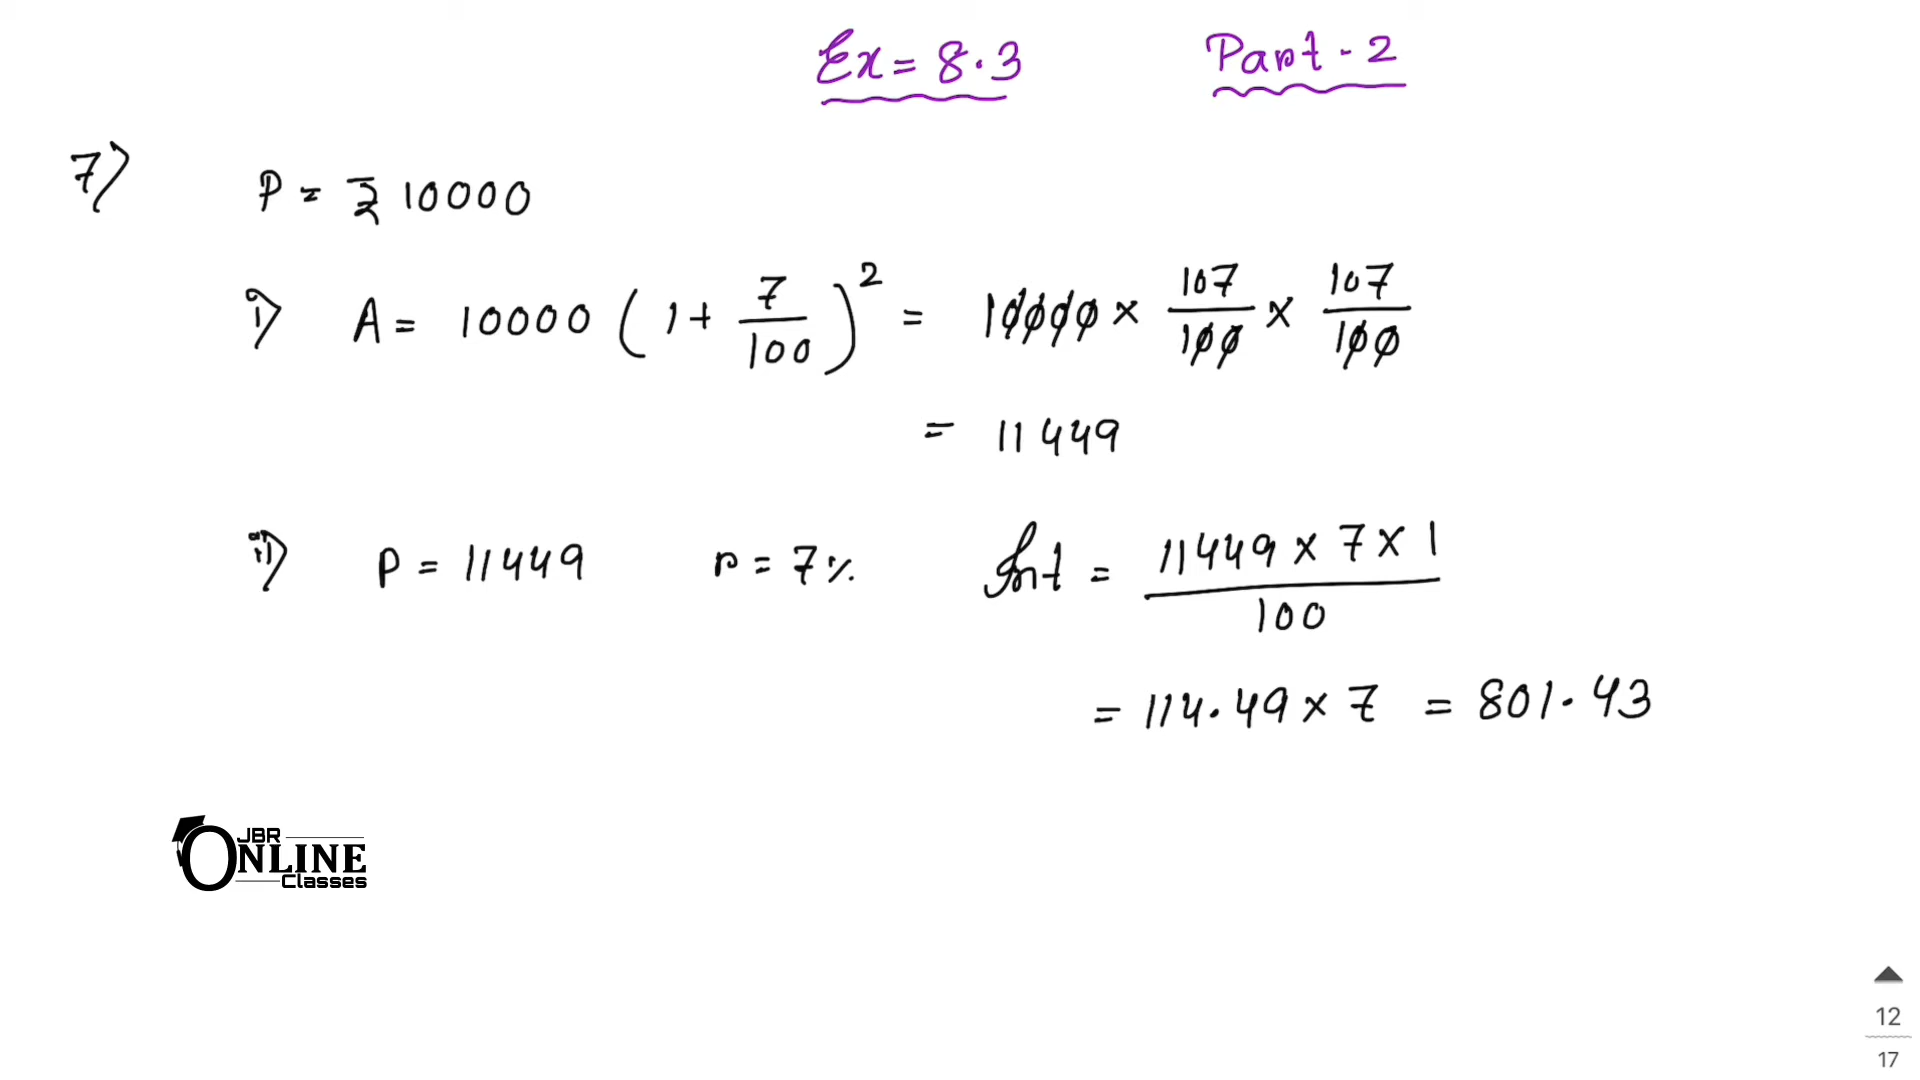 Ex = 8.3 Part - 2
7) P = ₹ 10000
i) A = 10000 (1 + 7/100)² = 10000 × 107/100 × 107/100
= 11449
ii) P = 11449 r = 7% Int = 11449 × 7 × 1 / 100
= 114.49 × 7 = 801.43
JBR
ONLINE
Classes
12
17